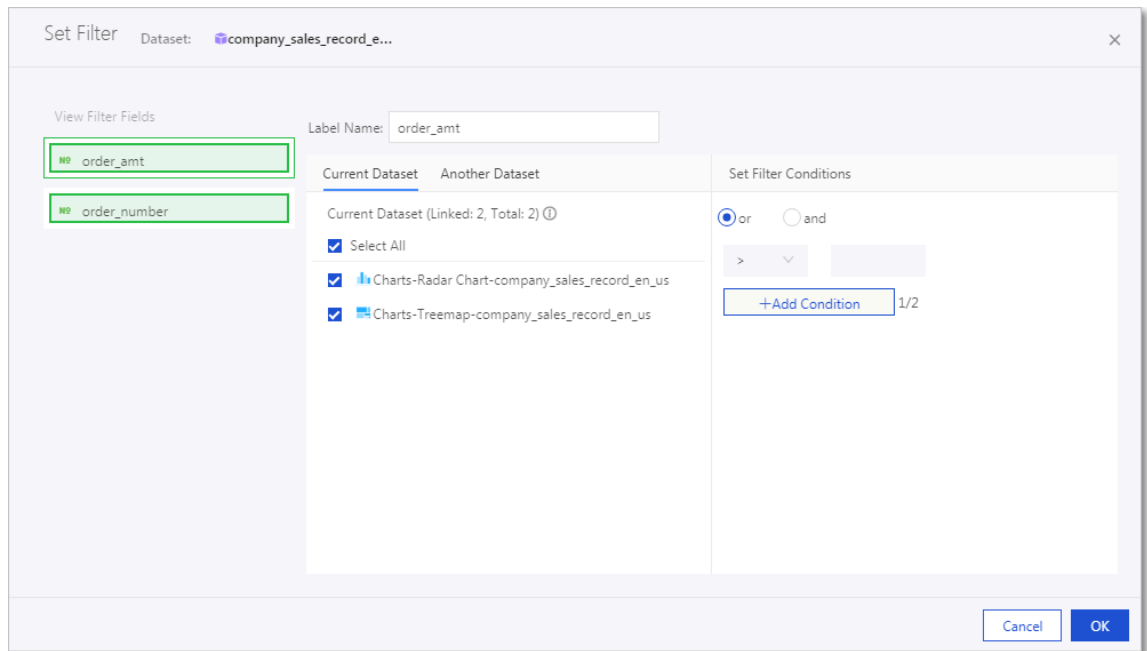 Set Filter Dataset: company_sales_record_e...
View Filter Fields
Nº order_amt
Nº order_number
Label Name: order_amt
Current Dataset Another Dataset
Current Dataset (Linked: 2, Total: 2)
Select All
Charts-Radar Chart-company_sales_record_en_us
Charts-Treemap-company_sales_record_en_us
Set Filter Conditions
or and
>
+Add Condition 1/2
Cancel OK